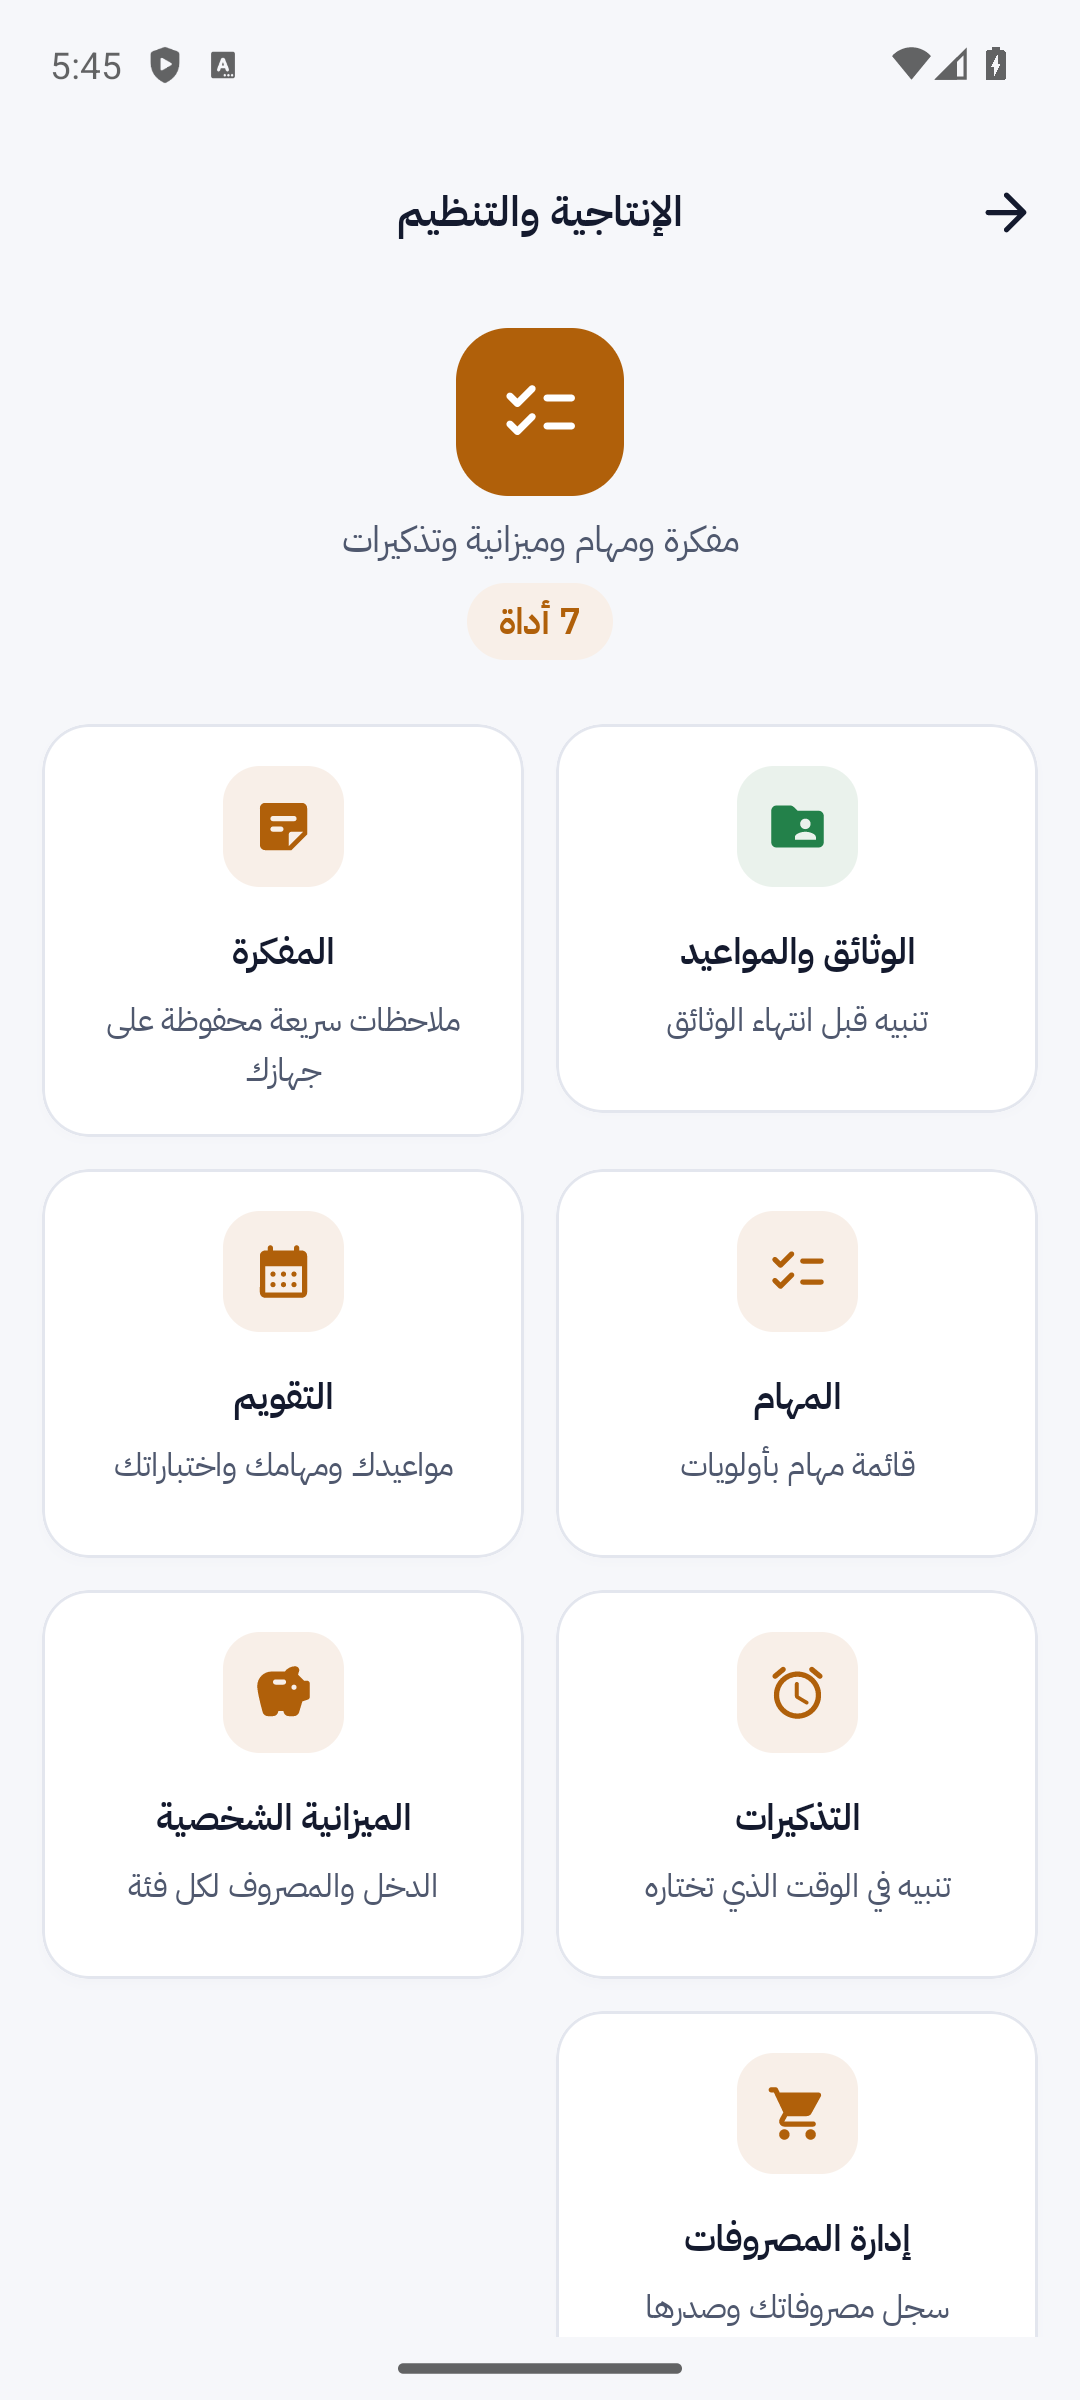 5:45
الإنتاجية والتنظيم
مفكرة ومهام وميزانية وتذكيرات
7 أداة
الوثائق والمواعيد
تنبيه قبل انتهاء الوثائق
المفكرة
ملاحظات سريعة محفوظة على
جهازك
المهام
قائمة مهام بأولويات
التقويم
مواعيدك ومهامك واختباراتك
التذكيرات
تنبيه في الوقت الذي تختاره
الميزانية الشخصية
الدخل والمصروف لكل فئة
إدارة المصروفات
سجل مصروفاتك وصدرها